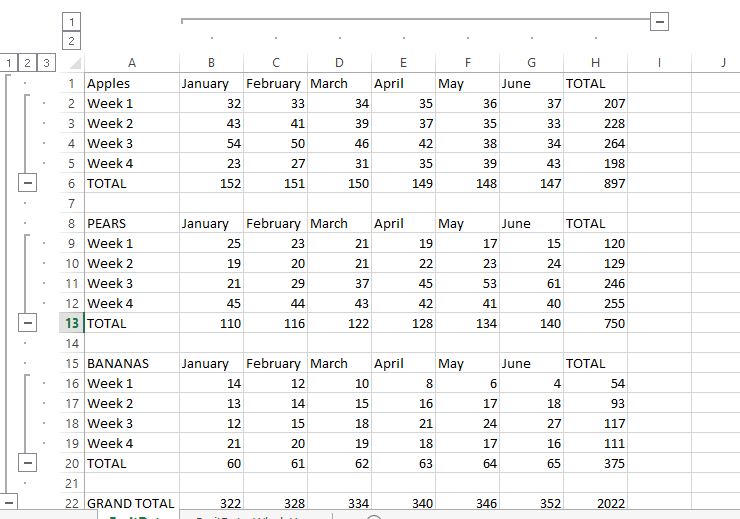 1
2
1 2 3 A B C D E F G H I J
1 Apples January February March April May June TOTAL
2 Week 1 32 33 34 35 36 37 207
3 Week 2 43 41 39 37 35 33 228
4 Week 3 54 50 46 42 38 34 264
5 Week 4 23 27 31 35 39 43 198
6 TOTAL 152 151 150 149 148 147 897
7
8 PEARS January February March April May June TOTAL
9 Week 1 25 23 21 19 17 15 120
10 Week 2 19 20 21 22 23 24 129
11 Week 3 21 29 37 45 53 61 246
12 Week 4 45 44 43 42 41 40 255
13 TOTAL 110 116 122 128 134 140 750
14
15 BANANAS January February March April May June TOTAL
16 Week 1 14 12 10 8 6 4 54
17 Week 2 13 14 15 16 17 18 93
18 Week 3 12 15 18 21 24 27 117
19 Week 4 21 20 19 18 17 16 111
20 TOTAL 60 61 62 63 64 65 375
21
22 GRAND TOTAL 322 328 334 340 346 352 2022